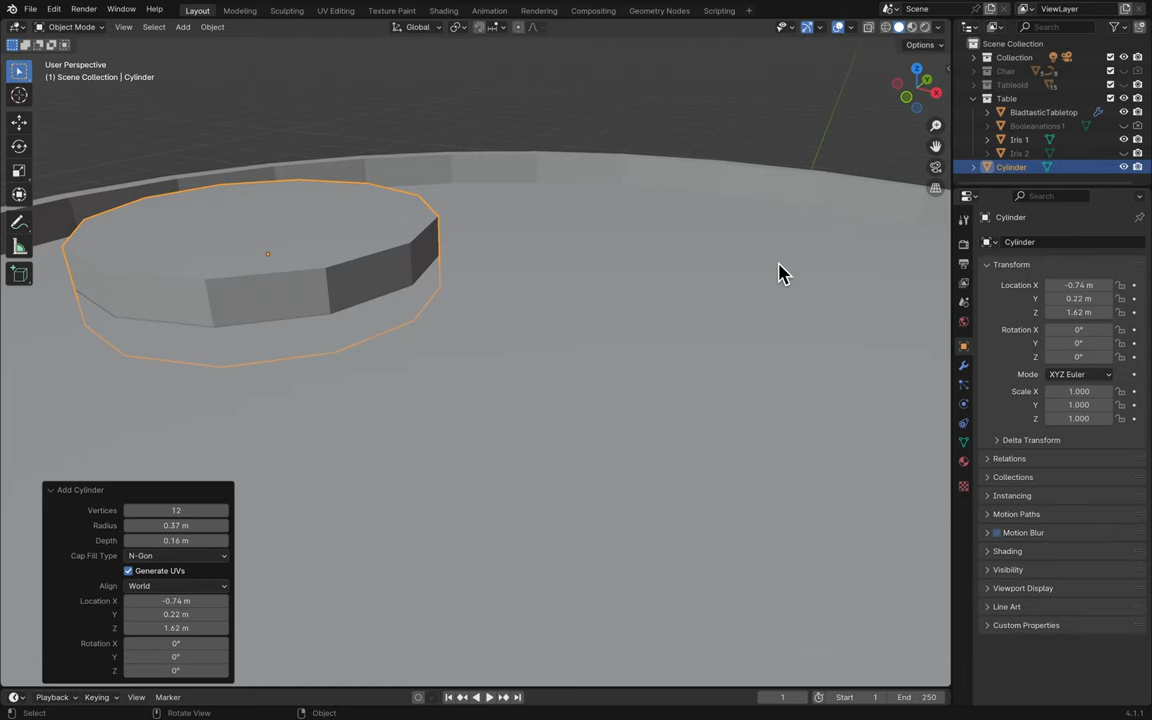 File Edit Render Window Help Layout Modeling Sculpting UV Editing Texture Paint Shading Animation Rendering Compositing Geometry Nodes Scripting + Scene ViewLayer
Object Mode View Select Add Object Global Search
Options
User Perspective
(1) Scene Collection | Cylinder
Z
Y
X
Scene Collection
Collection
Chair 5 8
Tableold 15
Table
BladtasticTabletop
Booleanations1
Iris 1
Iris 2
Cylinder
Search
Cylinder
Cylinder
Transform
Location X -0.74 m
Y 0.22 m
Z 1.62 m
Rotation X 0°
Y 0°
Z 0°
Mode XYZ Euler
Scale X 1.000
Y 1.000
Z 1.000
Delta Transform
Relations
Collections
Instancing
Motion Paths
Motion Blur
Shading
Visibility
Viewport Display
Line Art
Custom Properties
Add Cylinder
Vertices 12
Radius 0.37 m
Depth 0.16 m
Cap Fill Type N-Gon
Generate UVs
Align World
Location X -0.74 m
Y 0.22 m
Z 1.62 m
Rotation X 0°
Y 0°
Z 0°
Playback Keying View Marker 1 Start 1 End 250
Select Rotate View Object 4.1.1